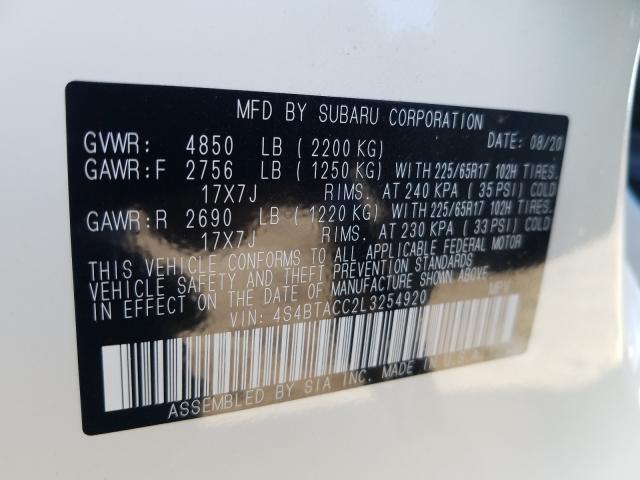 MFD BY SUBARU CORPORATION
GVWR: 4850 LB ( 2200 KG) DATE: 08/20
GAWR:F 2756 LB ( 1250 KG) WITH 225/65R17 102H TIRES,
17X7J RIMS, AT 240 KPA ( 35 PSI) COLD
GAWR:R 2690 LB ( 1220 KG) WITH 225/65R17 102H TIRES,
17X7J RIMS, AT 230 KPA ( 33 PSI) COLD
THIS VEHICLE CONFORMS TO ALL APPLICABLE FEDERAL MOTOR
VEHICLE SAFETY AND THEFT PREVENTION STANDARDS
IN EFFECT ON THE DATE OF MANUFACTURE SHOWN ABOVE.
VIN: 4S4BTACC2L3254920 MPV
ASSEMBLED BY SIA INC. MADE IN U.S.A.